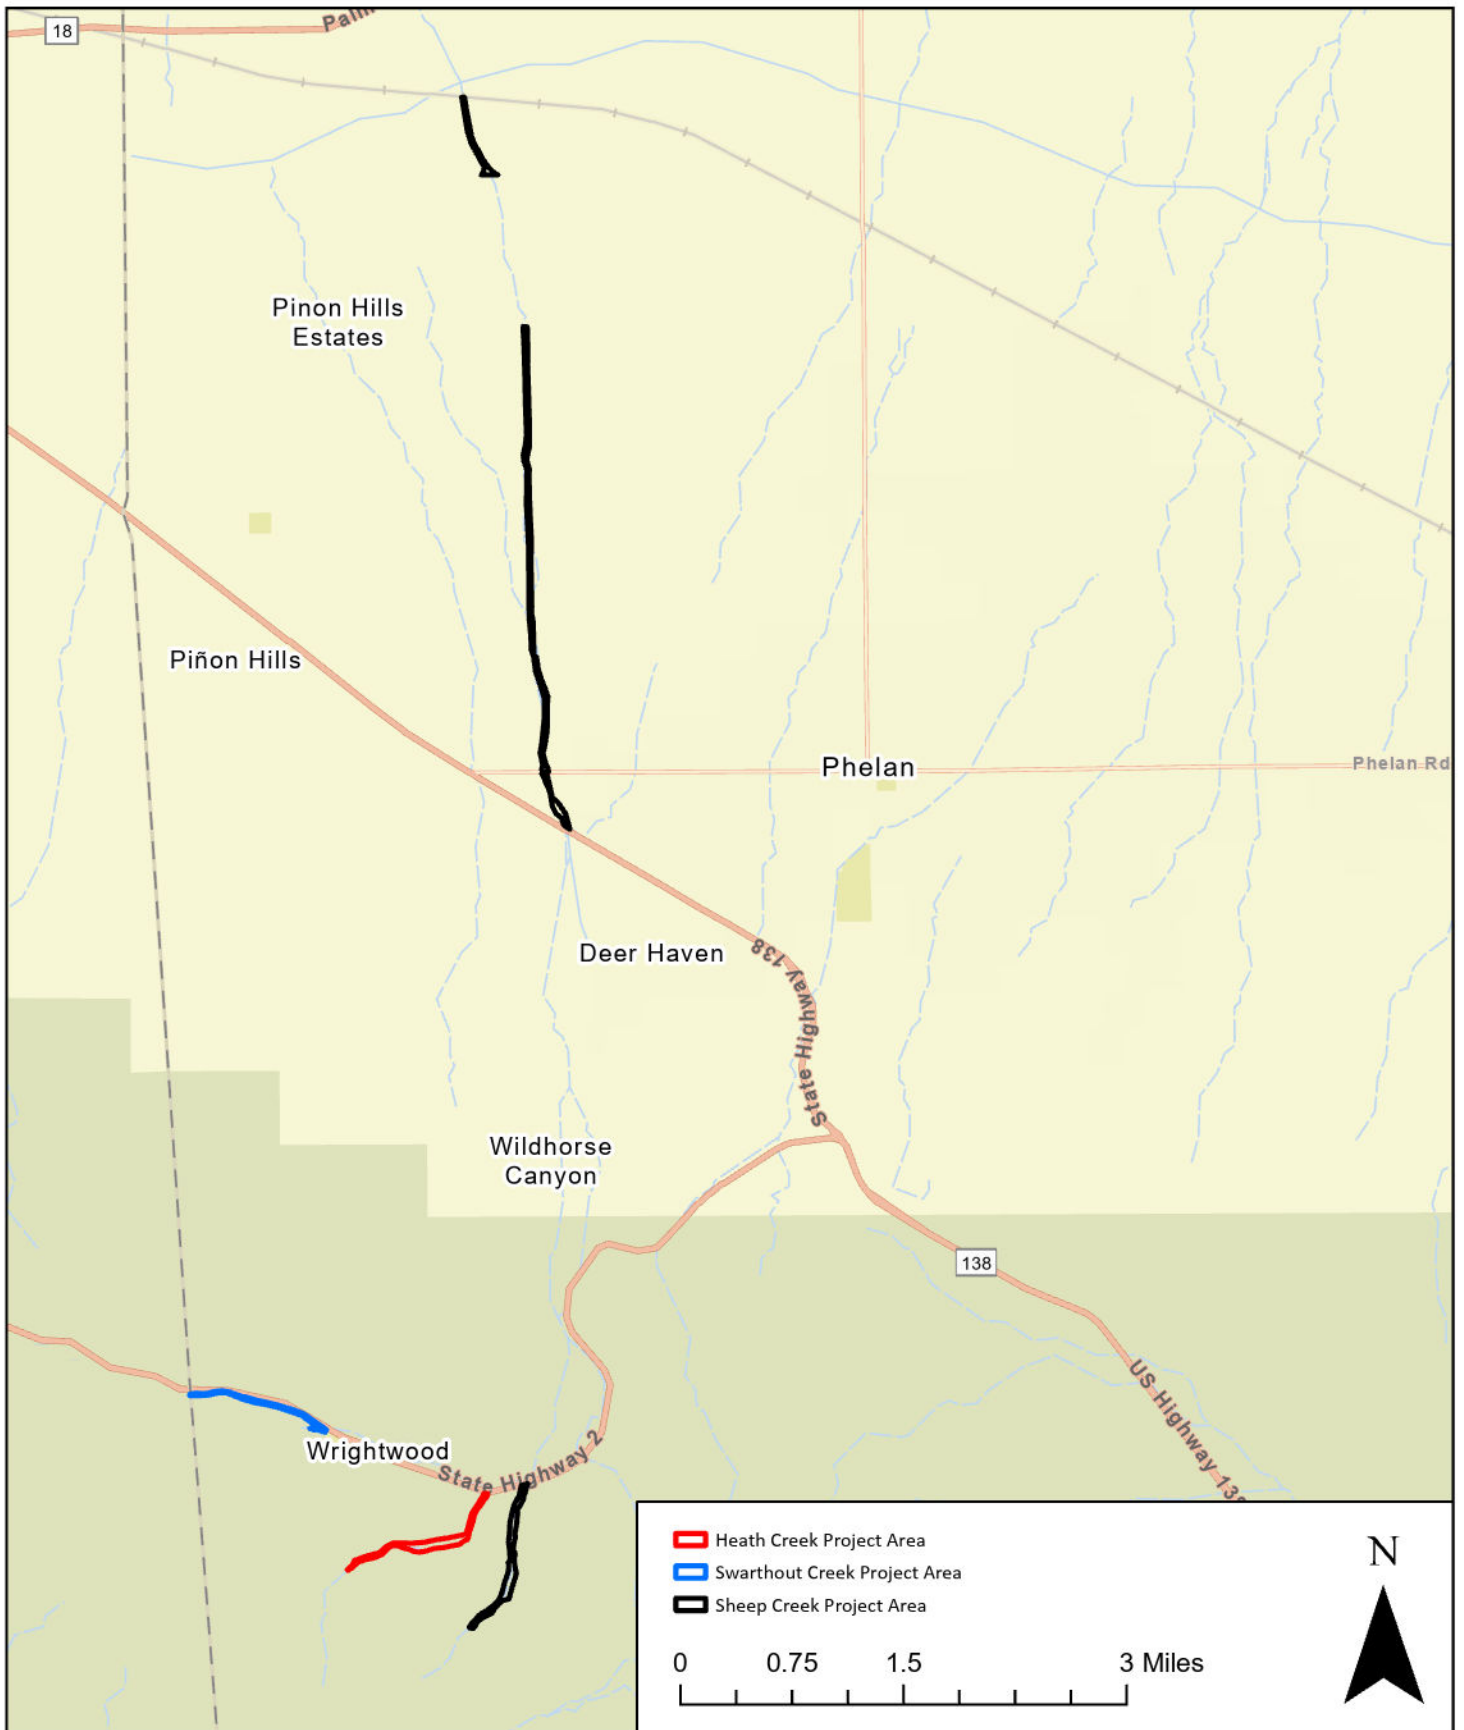 18
Pinon Hills
Estates
Piñon Hills
Phelan
Phelan Rd
Deer Haven
State Highway 138
Wildhorse
Canyon
138
US Highway 138
Wrightwood
State Highway 2
Heath Creek Project Area
Swarthout Creek Project Area
Sheep Creek Project Area
N
0 0.75 1.5 3 Miles